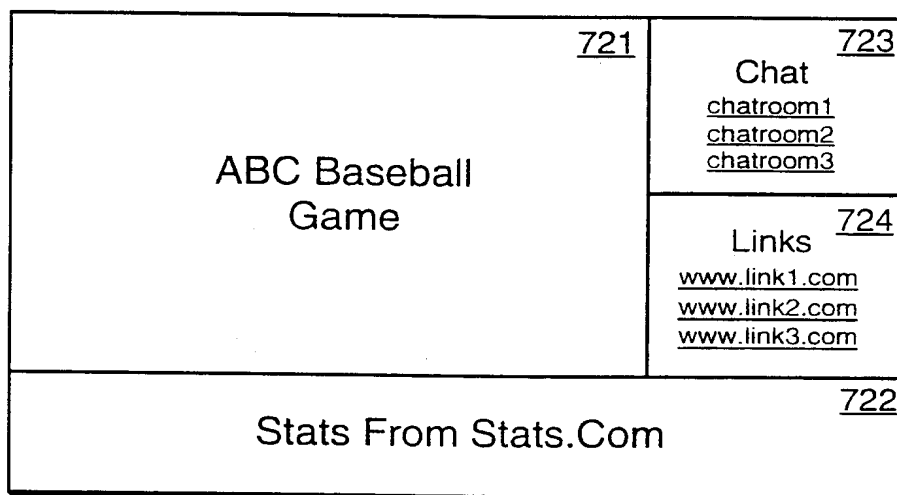 721
ABC Baseball
Game
723
Chat
chatroom1
chatroom2
chatroom3
724
Links
www.link1.com
www.link2.com
www.link3.com
722
Stats From Stats.Com